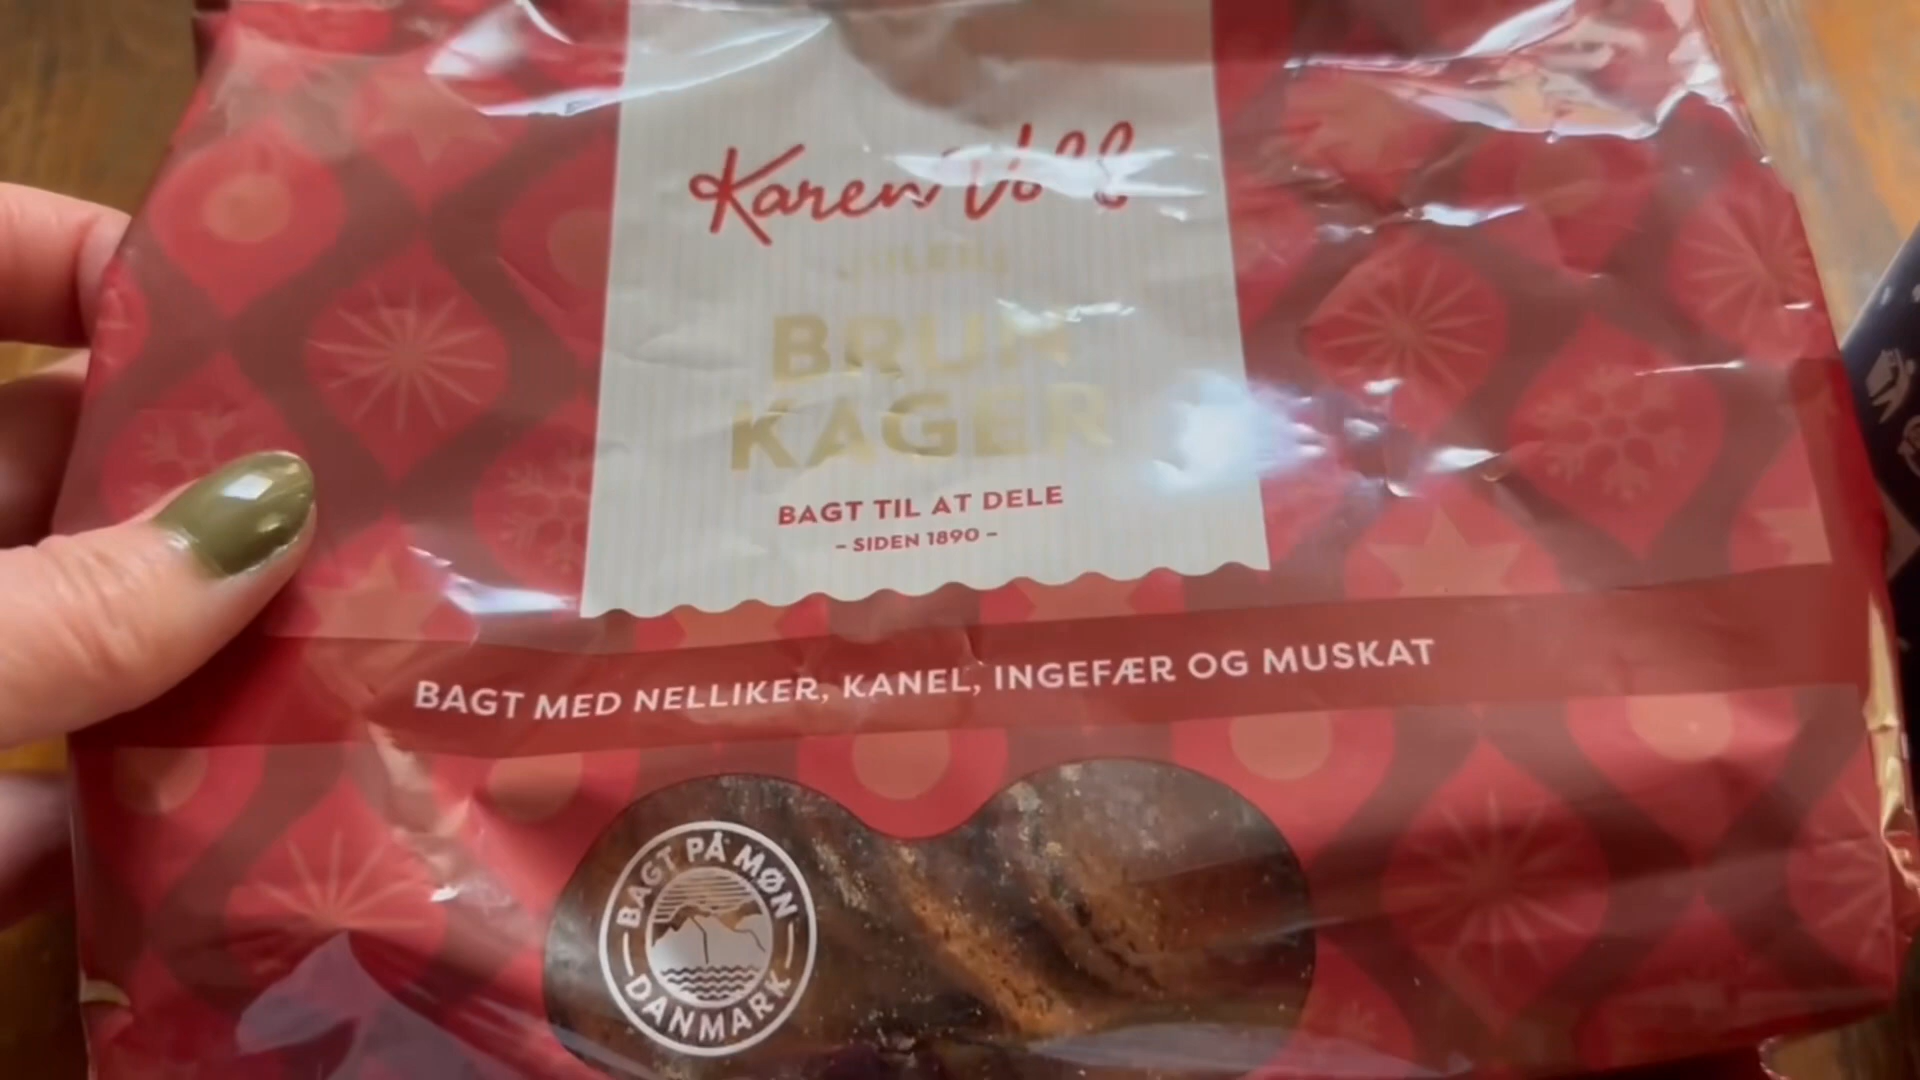 Karen Volf
JULENS
BRUN
KAGER
BAGT TIL AT DELE
– SIDEN 1890 –
BAGT MED NELLIKER, KANEL, INGEFÆR OG MUSKAT
BAGT PÅ MØN
DANMARK